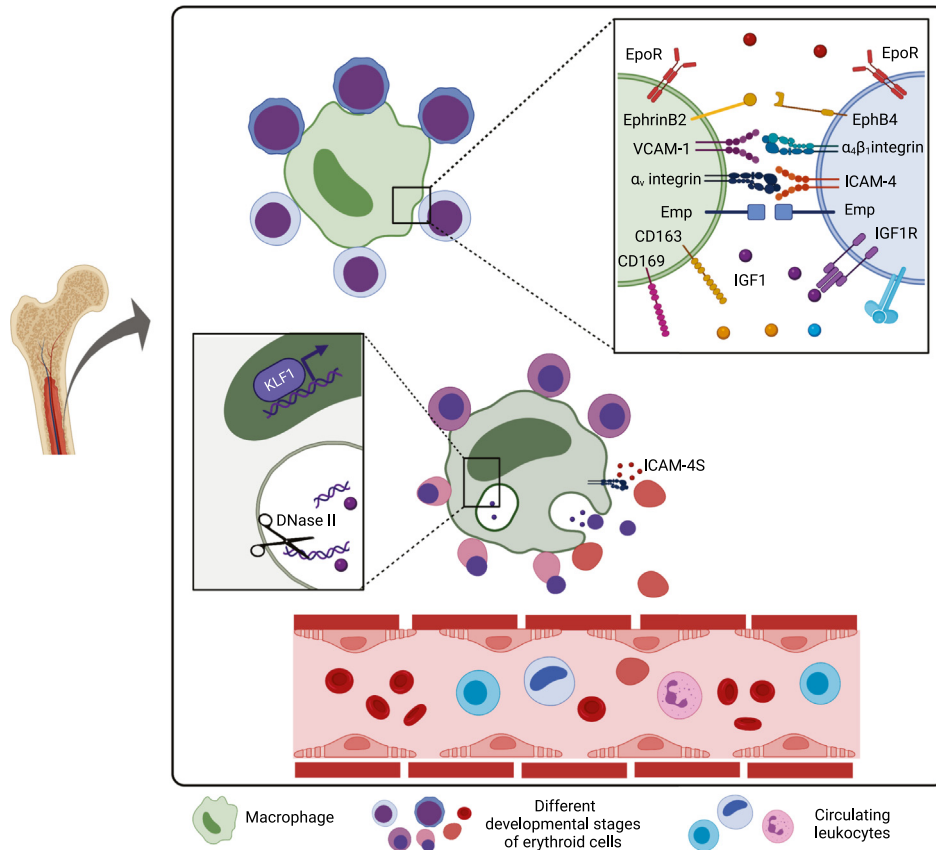 EpoR
EpoR
EphrinB2
EphB4
VCAM-1
α₄β₁integrin
αᵥ integrin
ICAM-4
Emp
Emp
CD163
IGF1R
CD169
IGF1
KLF1
DNase II
ICAM-4S
Macrophage
Different
developmental stages
of erythroid cells
Circulating
leukocytes